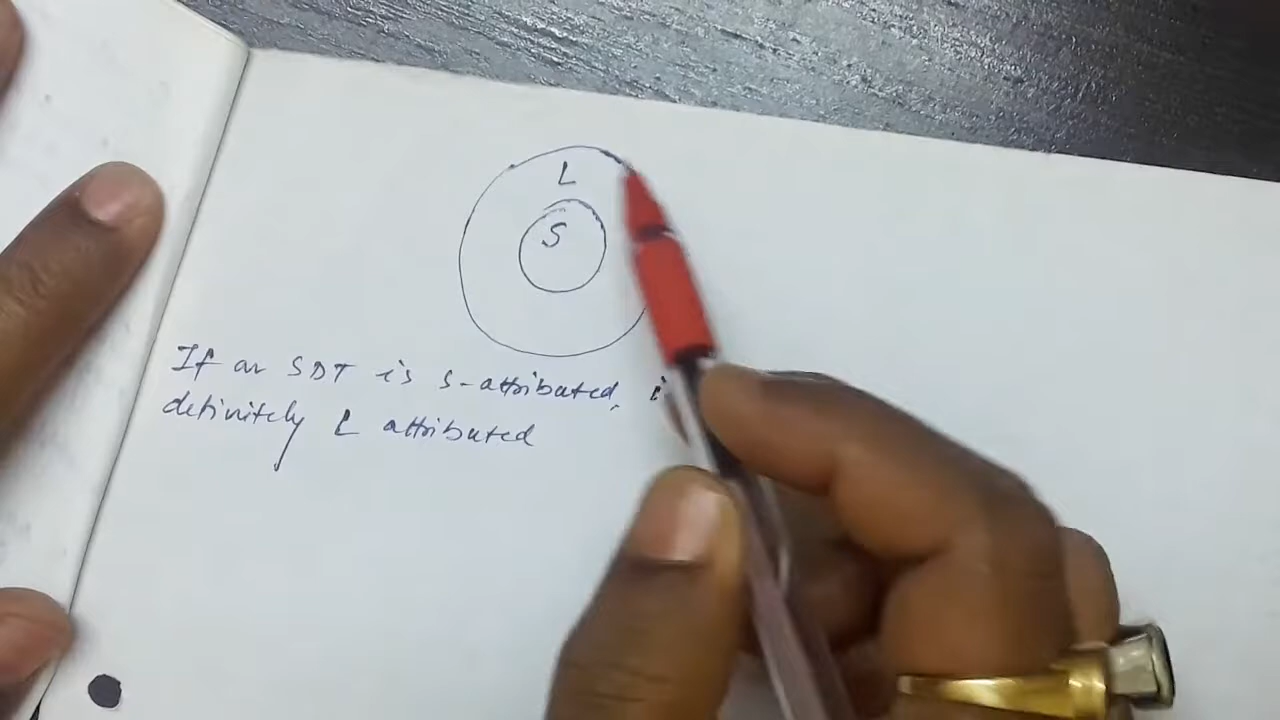 L
S
If an SDT is S-attributed,
definitely L attributed